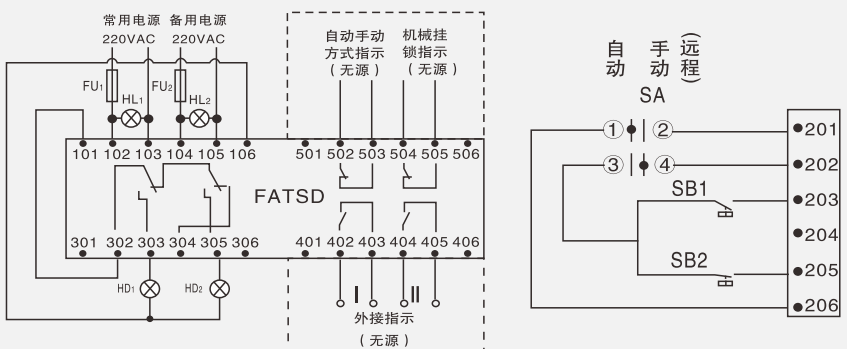 常用电源 备用电源
220VAC 220VAC
FU₁ HL₁ FU₂ HL₂
自动手动
方式指示
(无源)
机械挂
锁指示
(无源)
101 102 103 104 105 106 501 502 503 504 505 506
FATSD
301 302 303 304 305 306 401 402 403 404 405 406
HD₁ HD₂
I II
外接指示
(无源)
自动 手动 (远程)
SA
① ② 201
③ ④ 202
SB1 203
204
SB2 205
206